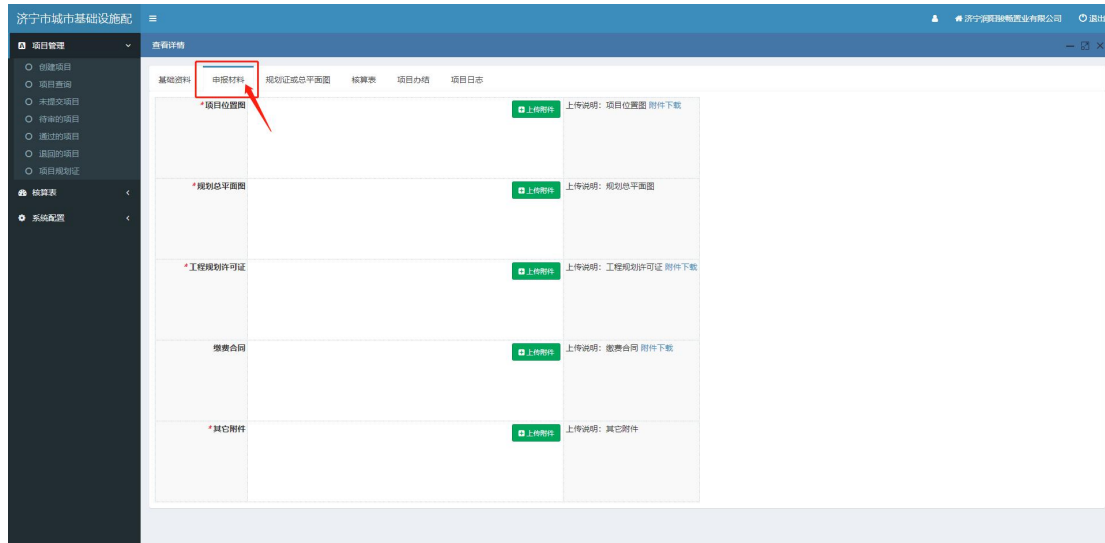 济宁市城市基础设施配
退出
项目管理
查看详情
创建项目
项目查询
未提交项目
待审的项目
通过的项目
退回的项目
项目规划证
核算表
系统配置
基础资料 申报材料 规划证或总平面图 核算表 项目办结 项目日志
*项目位置图 上传附件 上传说明：项目位置图 附件下载
*规划总平面图 上传附件 上传说明：规划总平面图
*工程规划许可证 上传附件 上传说明：工程规划许可证 附件下载
缴费合同 上传附件 上传说明：缴费合同 附件下载
*其它附件 上传附件 上传说明：其它附件